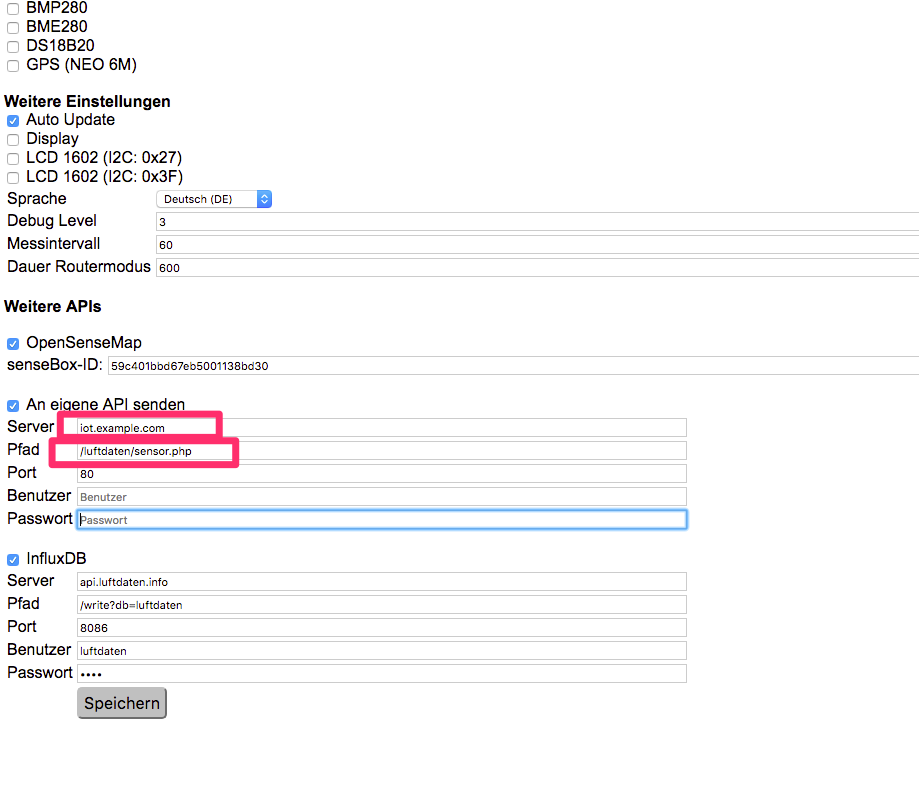 BMP280
BME280
DS18B20
GPS (NEO 6M)
Weitere Einstellungen
Auto Update
Display
LCD 1602 (I2C: 0x27)
LCD 1602 (I2C: 0x3F)
Sprache Deutsch (DE)
Debug Level 3
Messintervall 60
Dauer Routermodus 600
Weitere APIs
OpenSenseMap
senseBox-ID: 59c401bbd67eb5001138bd30
An eigene API senden
Server iot.example.com
Pfad /luftdaten/sensor.php
Port 80
Benutzer Benutzer
Passwort Passwort
InfluxDB
Server api.luftdaten.info
Pfad /write?db=luftdaten
Port 8086
Benutzer luftdaten
Passwort ••••
Speichern